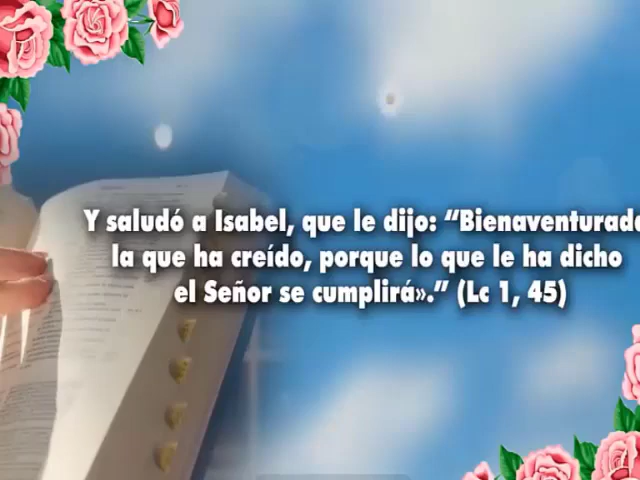 Y saludó a Isabel, que le dijo: “Bienaventurada
la que ha creído, porque lo que le ha dicho
el Señor se cumplirá».” (Lc 1, 45)